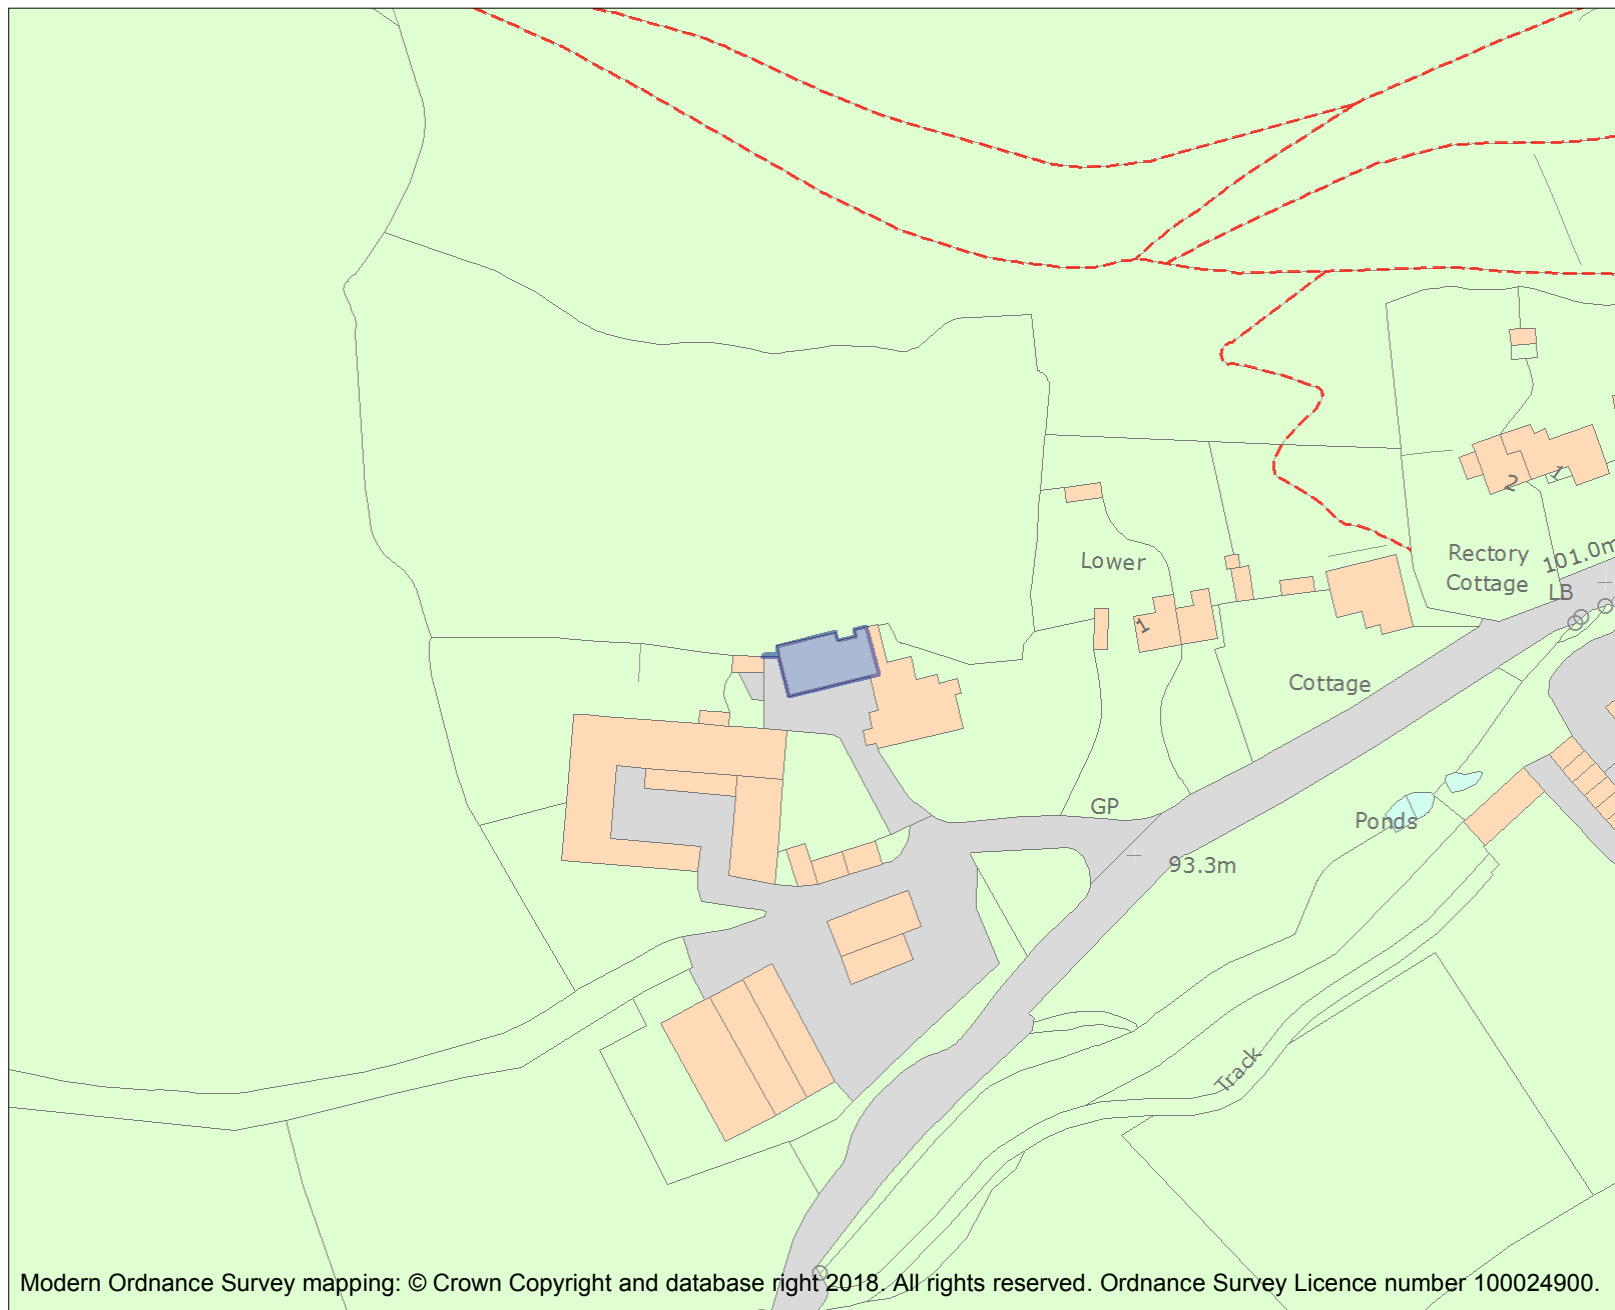 2
1
Rectory
Cottage
101.0m
LB
Lower
1
Cottage
GP
Ponds
93.3m
Track
Modern Ordnance Survey mapping: © Crown Copyright and database right 2018. All rights reserved. Ordnance Survey Licence number 100024900.